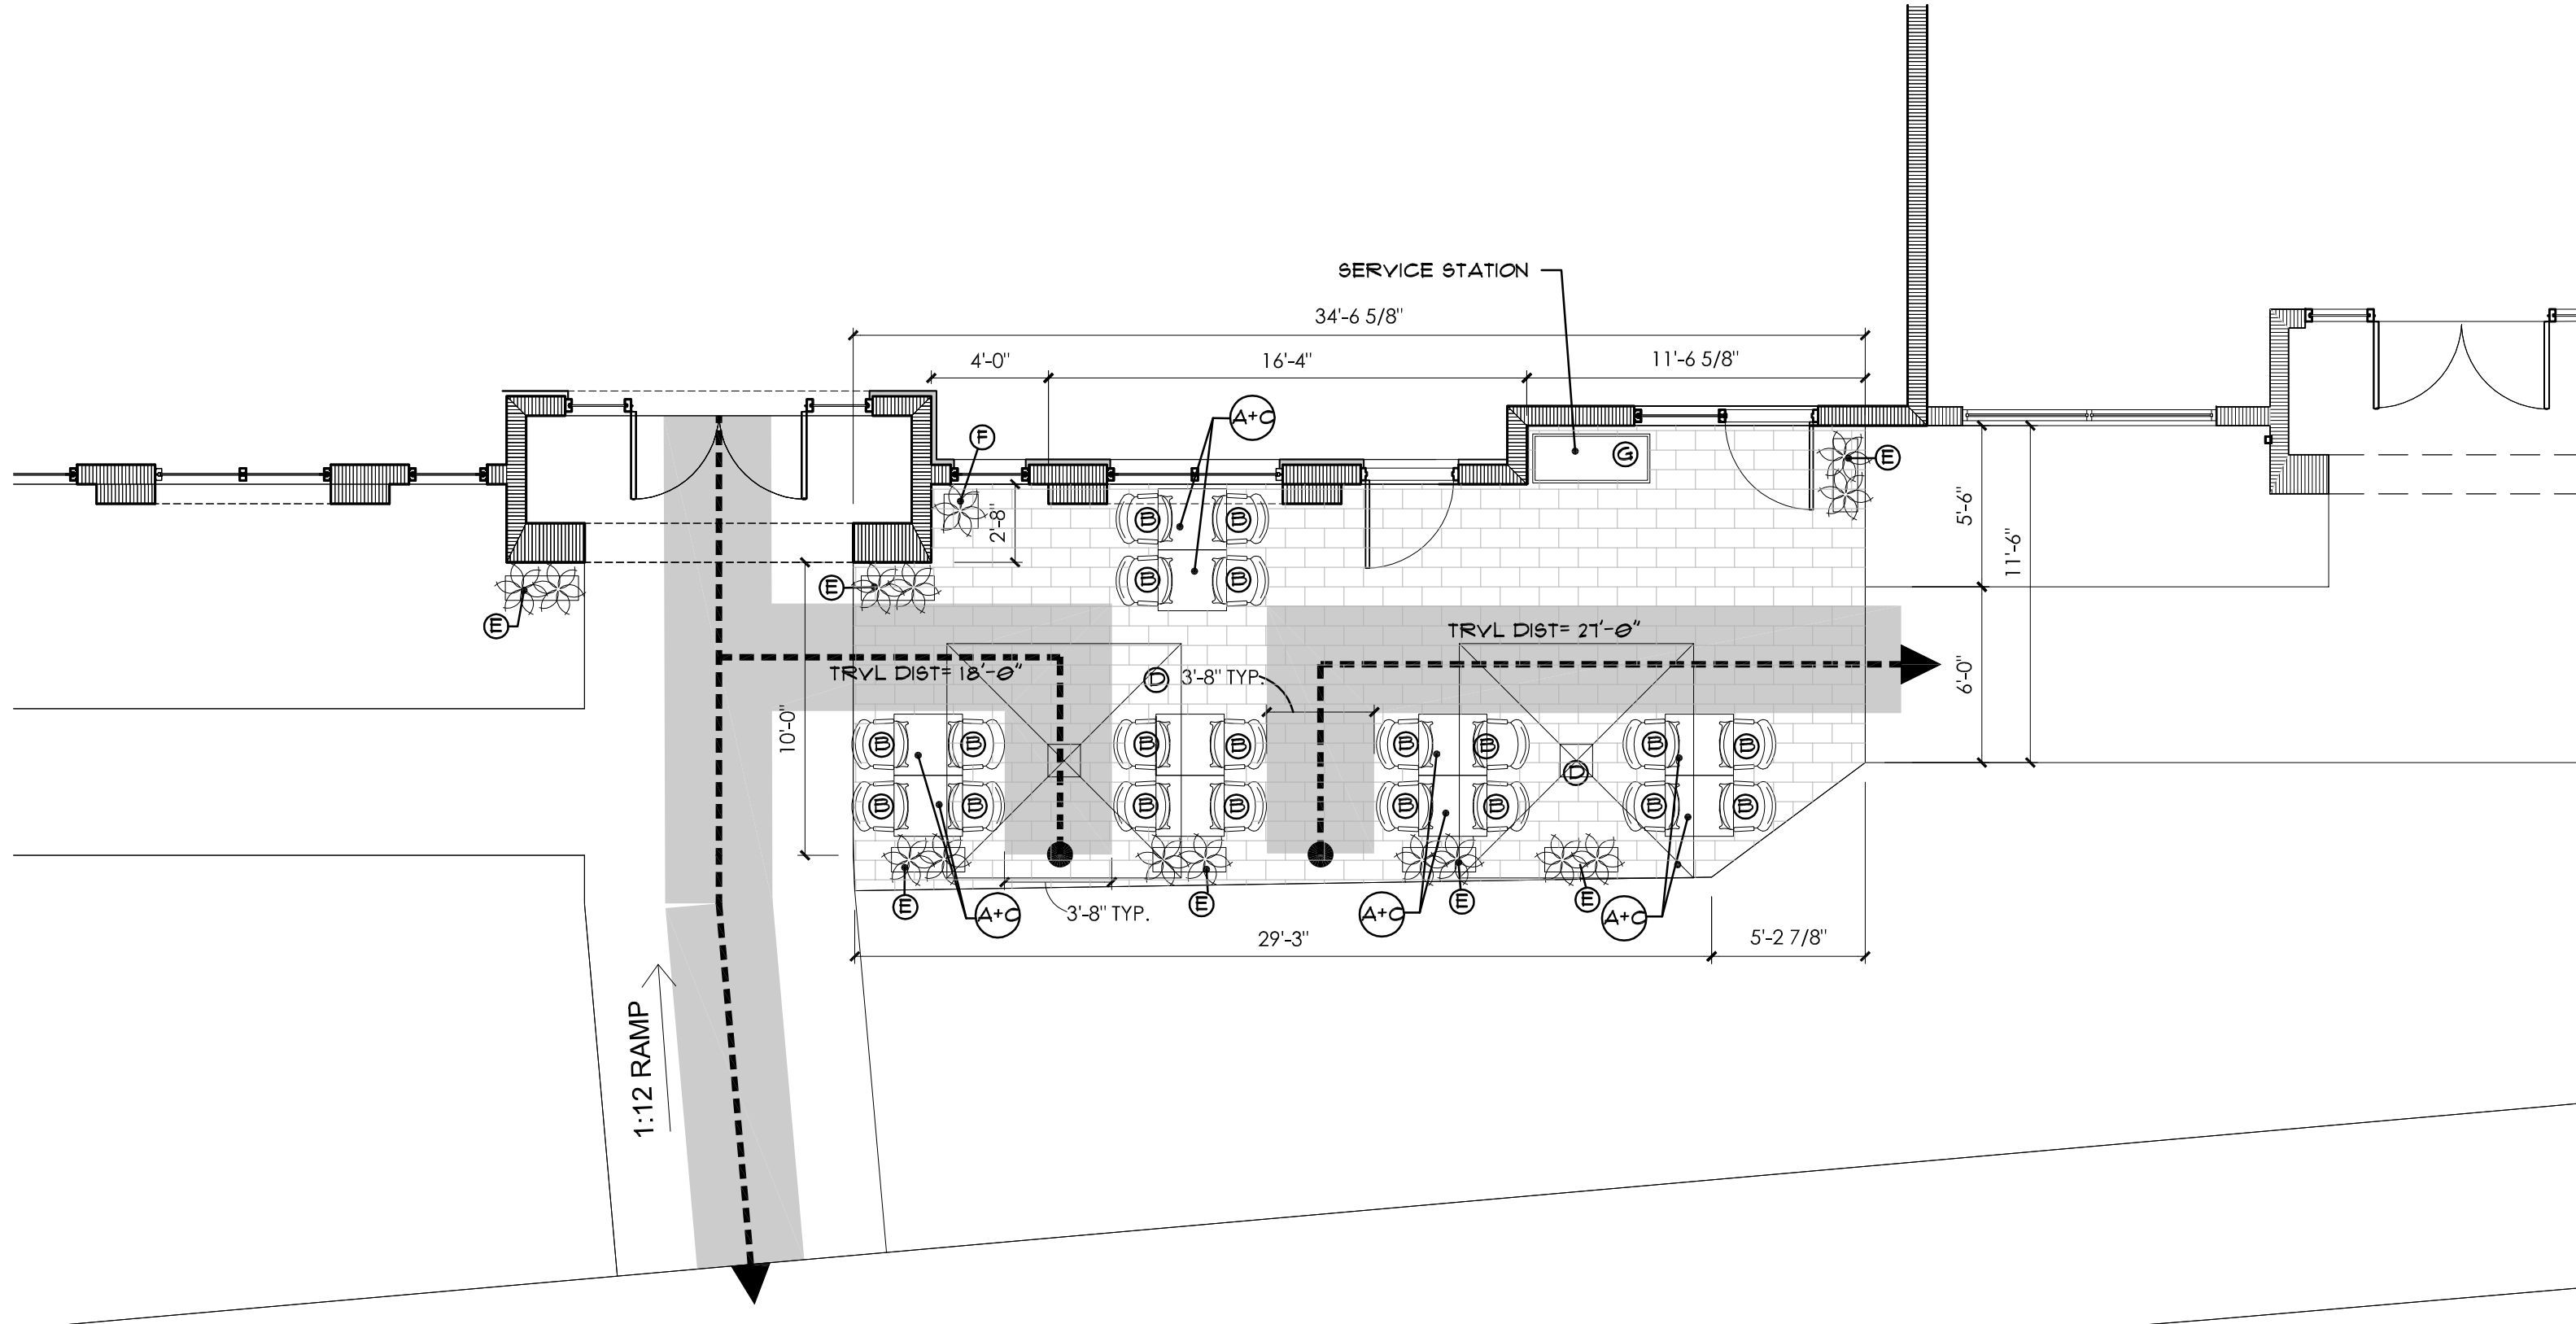 SERVICE STATION
34'-6 5/8"
4'-0"
16'-4"
11'-6 5/8"
A+C
F
G
E
2'-8"
B
B
B
B
5'-6"
11'-6"
E
E
TRVL DIST= 18'-0"
D
3'-8" TYP.
TRVL DIST= 27'-0"
6'-0"
10'-0"
B
B
B
B
B
B
B
B
D
B
B
B
B
B
B
B
B
E
A+C
3'-8" TYP.
E
A+C
E
E
A+C
29'-3"
5'-2 7/8"
1:12 RAMP